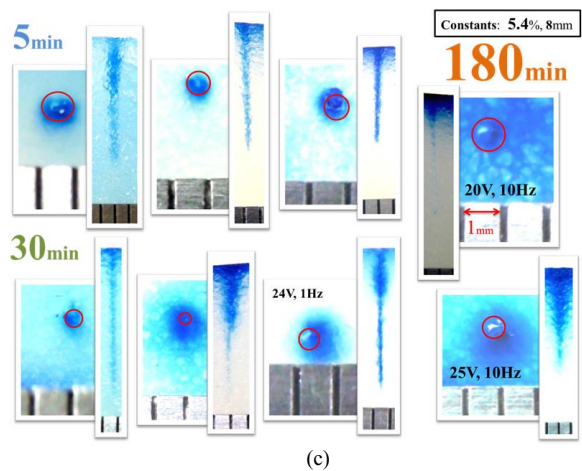 5min
Constants: 5.4%, 8mm
180min
20V, 10Hz
1mm
30min
24V, 1Hz
25V, 10Hz
(c)